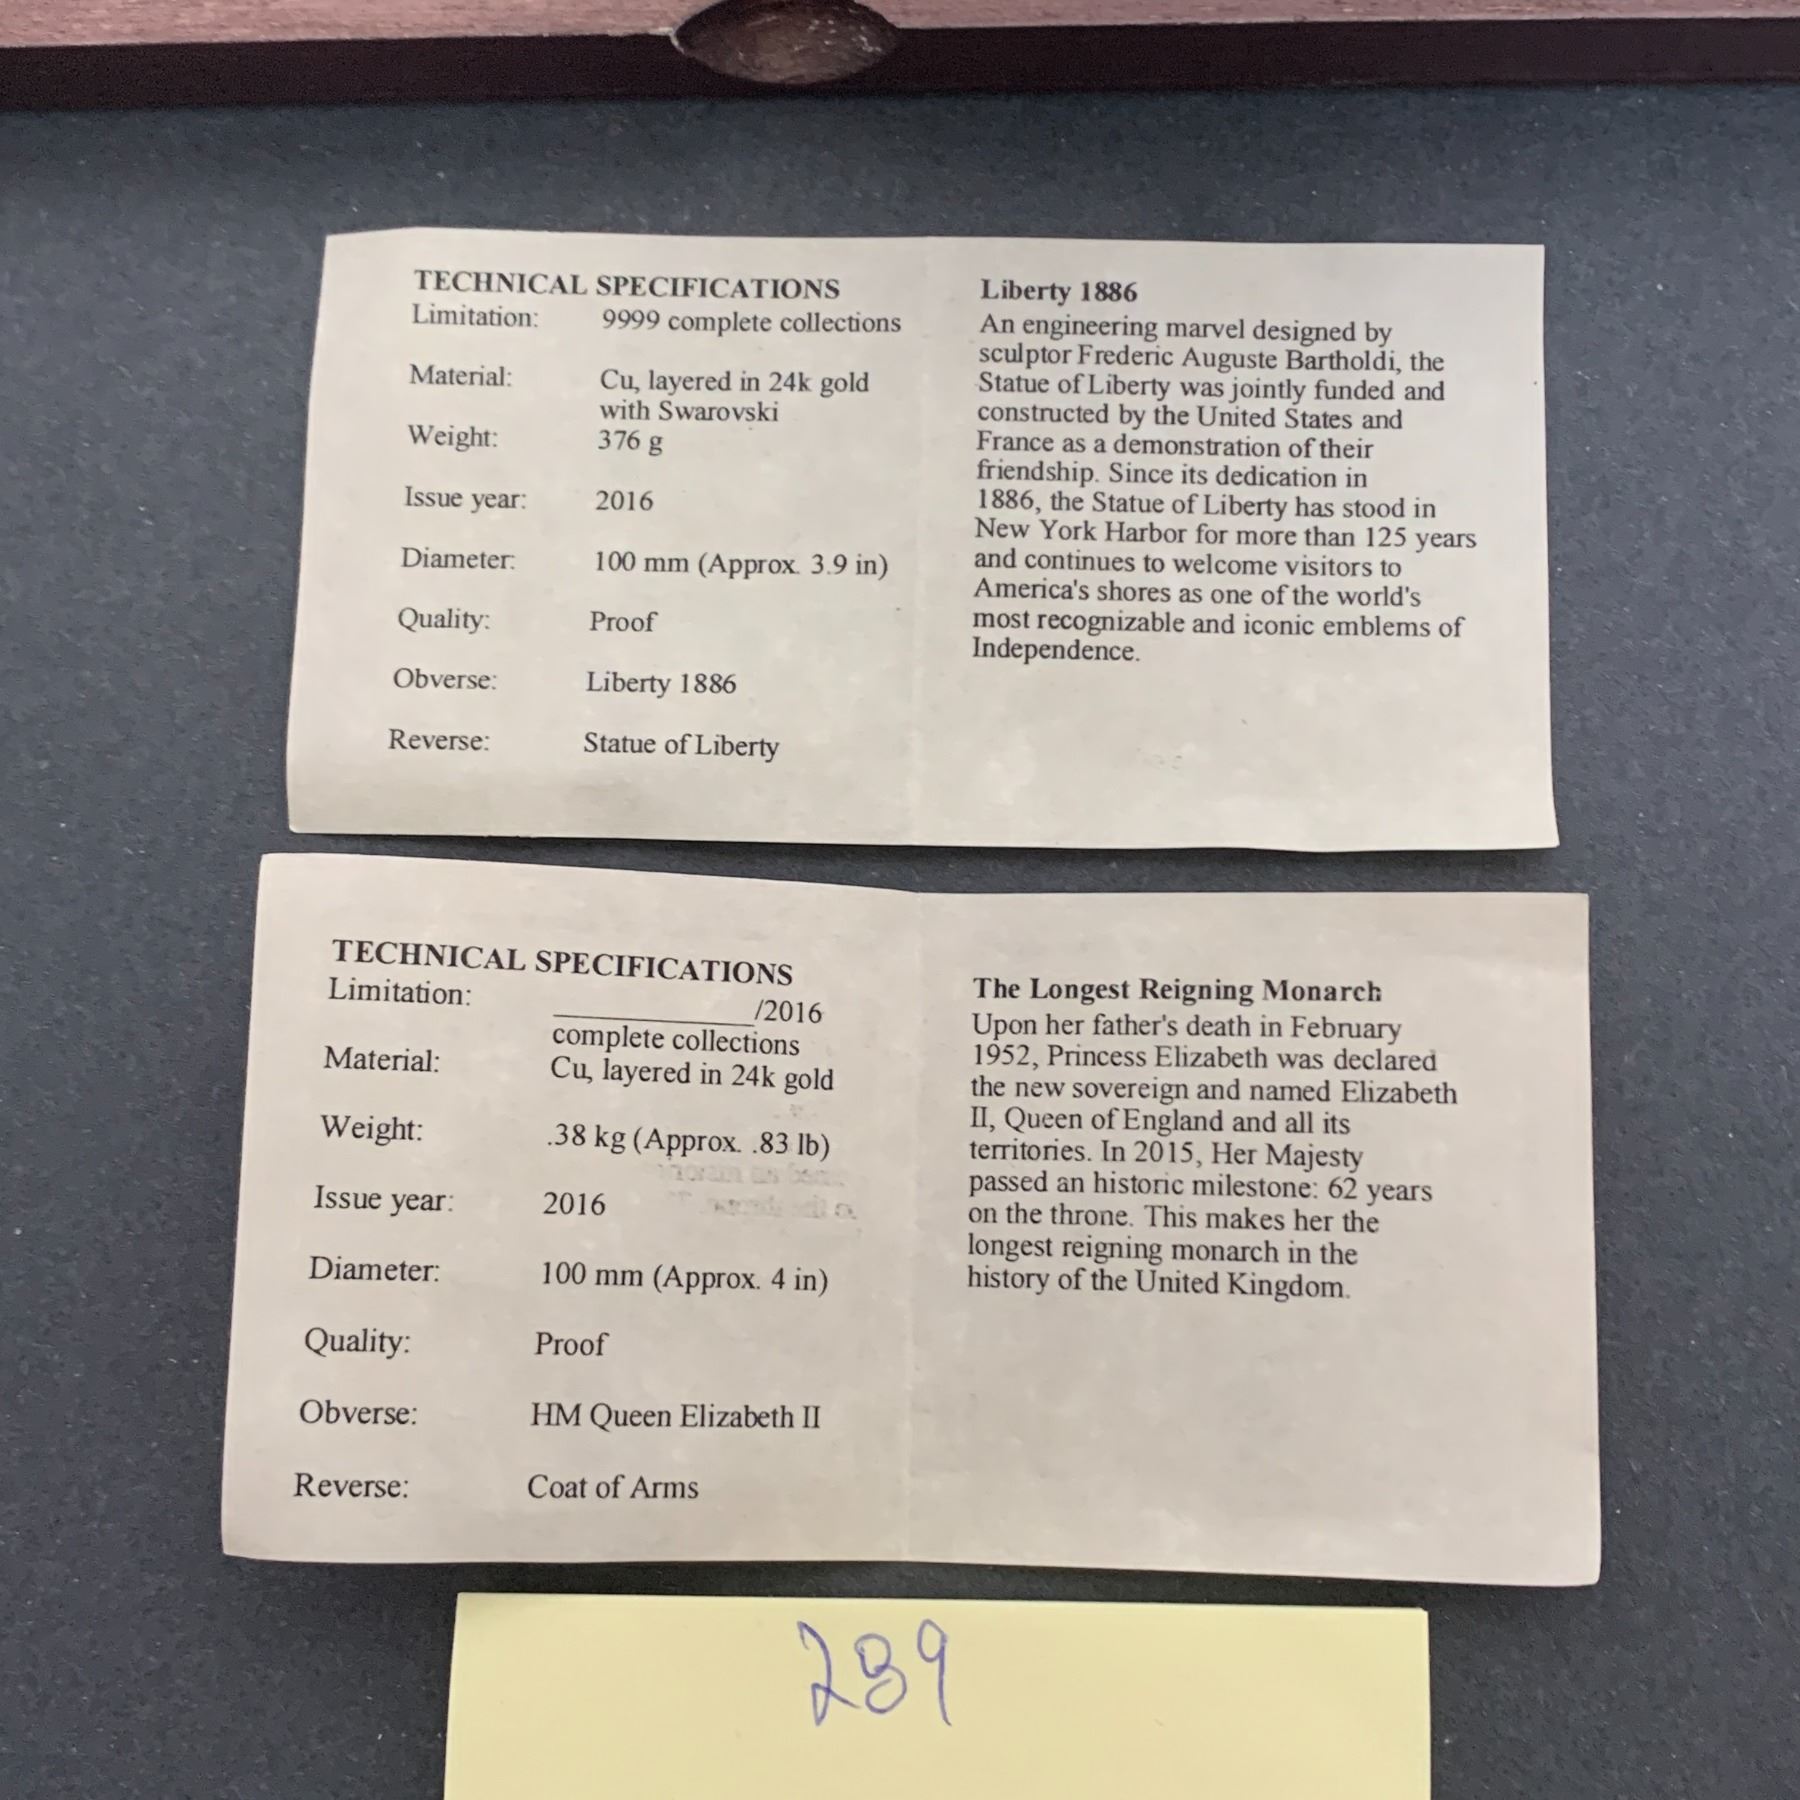 TECHNICAL SPECIFICATIONS
Limitation: 9999 complete collections
Material: Cu, layered in 24k gold
with Swarovski
Weight: 376 g
Issue year: 2016
Diameter: 100 mm (Approx. 3.9 in)
Quality: Proof
Obverse: Liberty 1886
Reverse: Statue of Liberty
Liberty 1886
An engineering marvel designed by
sculptor Frederic Auguste Bartholdi, the
Statue of Liberty was jointly funded and
constructed by the United States and
France as a demonstration of their
friendship. Since its dedication in
1886, the Statue of Liberty has stood in
New York Harbor for more than 125 years
and continues to welcome visitors to
America's shores as one of the world's
most recognizable and iconic emblems of
Independence.
TECHNICAL SPECIFICATIONS
Limitation: ____________/2016
complete collections
Material: Cu, layered in 24k gold
Weight: .38 kg (Approx. .83 lb)
Issue year: 2016
Diameter: 100 mm (Approx. 4 in)
Quality: Proof
Obverse: HM Queen Elizabeth II
Reverse: Coat of Arms
The Longest Reigning Monarch
Upon her father's death in February
1952, Princess Elizabeth was declared
the new sovereign and named Elizabeth
II, Queen of England and all its
territories. In 2015, Her Majesty
passed an historic milestone: 62 years
on the throne. This makes her the
longest reigning monarch in the
history of the United Kingdom.
289